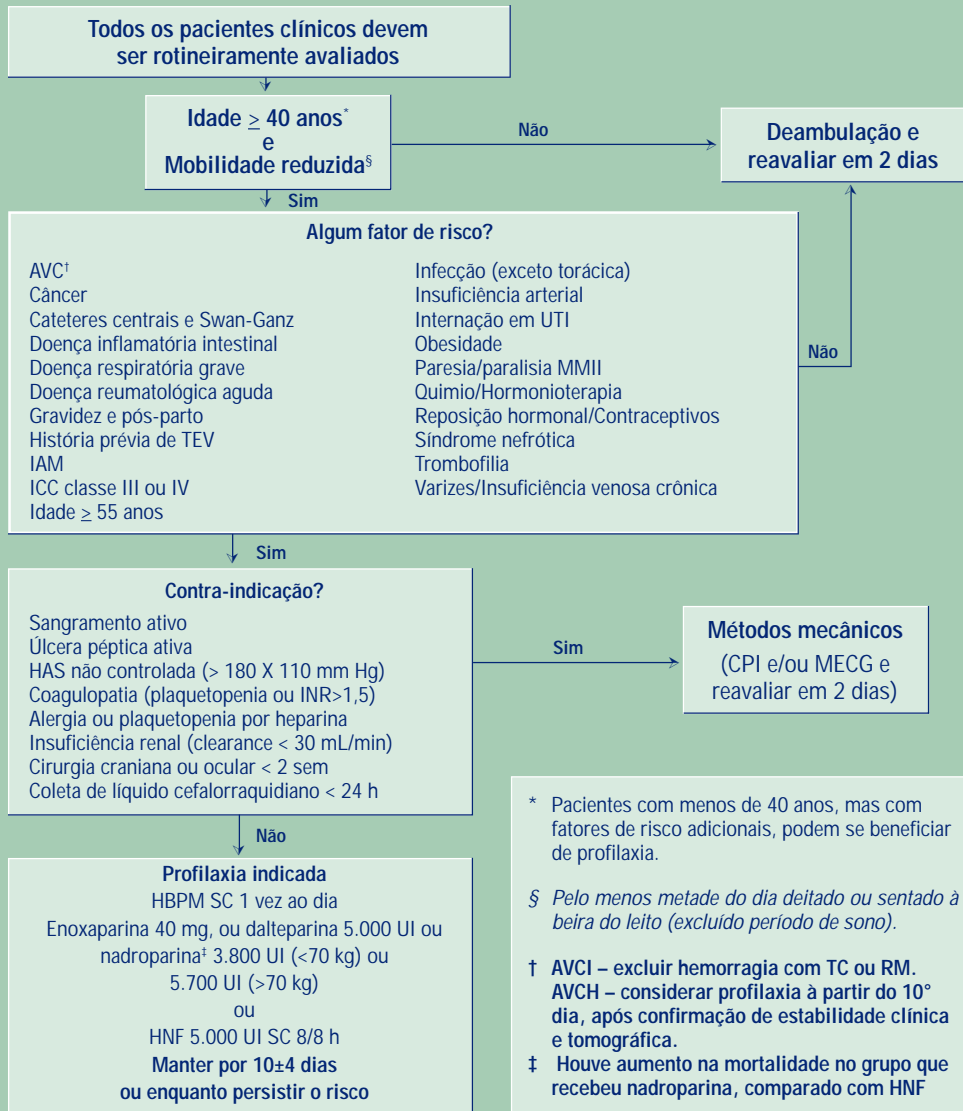 Todos os pacientes clínicos devem
ser rotineiramente avaliados
Idade ≥ 40 anos*
e
Mobilidade reduzida§
Não
Deambulação e
reavaliar em 2 dias
Sim
Algum fator de risco?
AVC†
Câncer
Cateteres centrais e Swan-Ganz
Doença inflamatória intestinal
Doença respiratória grave
Doença reumatológica aguda
Gravidez e pós-parto
História prévia de TEV
IAM
ICC classe III ou IV
Idade ≥ 55 anos
Infecção (exceto torácica)
Insuficiência arterial
Internação em UTI
Obesidade
Paresia/paralisia MMII
Quimio/Hormonioterapia
Reposição hormonal/Contraceptivos
Síndrome nefrótica
Trombofilia
Varizes/Insuficiência venosa crônica
Não
Sim
Contra-indicação?
Sangramento ativo
Úlcera péptica ativa
HAS não controlada (> 180 X 110 mm Hg)
Coagulopatia (plaquetopenia ou INR>1,5)
Alergia ou plaquetopenia por heparina
Insuficiência renal (clearance < 30 mL/min)
Cirurgia craniana ou ocular < 2 sem
Coleta de líquido cefalorraquidiano < 24 h
Sim
Métodos mecânicos
(CPI e/ou MECG e
reavaliar em 2 dias)
Não
Profilaxia indicada
HBPM SC 1 vez ao dia
Enoxaparina 40 mg, ou dalteparina 5.000 UI ou
nadroparina‡ 3.800 UI (<70 kg) ou
5.700 UI (>70 kg)
ou
HNF 5.000 UI SC 8/8 h
Manter por 10±4 dias
ou enquanto persistir o risco
* Pacientes com menos de 40 anos, mas com
fatores de risco adicionais, podem se beneficiar
de profilaxia.
§ Pelo menos metade do dia deitado ou sentado à
beira do leito (excluído período de sono).
† AVCI – excluir hemorragia com TC ou RM.
AVCH – considerar profilaxia à partir do 10°
dia, após confirmação de estabilidade clínica
e tomográfica.
‡ Houve aumento na mortalidade no grupo que
recebeu nadroparina, comparado com HNF